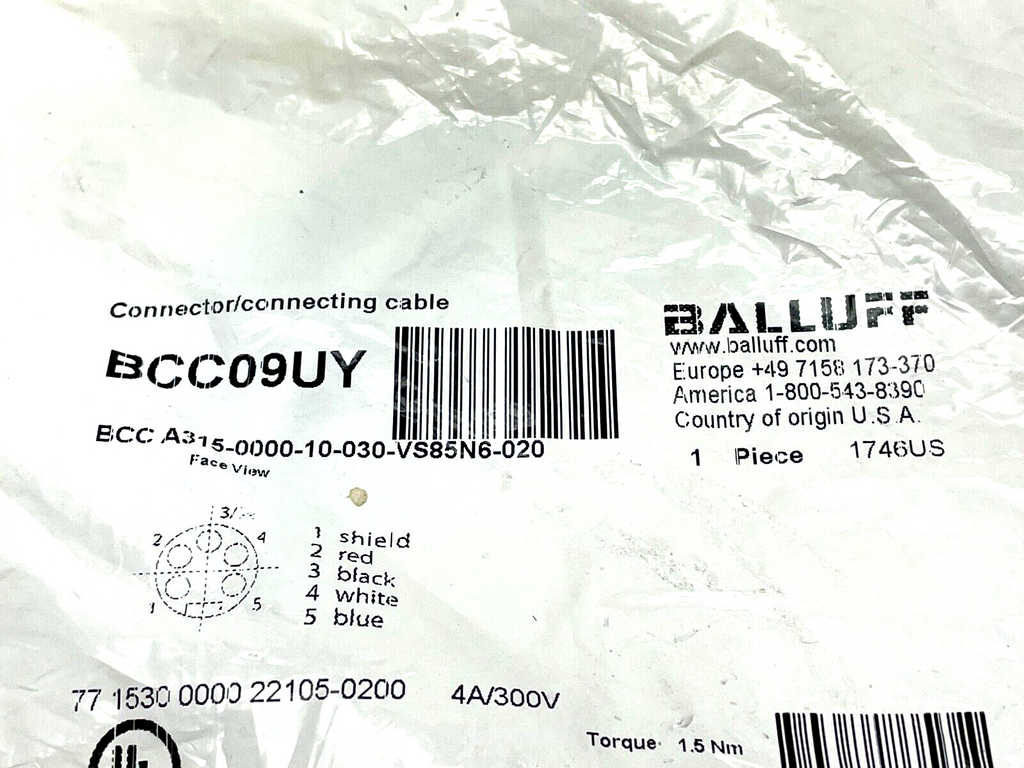 Connector/connecting cable
BCC09UY
BCC A315-0000-10-030-VS85N6-020
Face View
BALLUFF
www.balluff.com
Europe +49 7158 173-370
America 1-800-543-8390
Country of origin U.S.A.
1 Piece 1746US
3/
2 4
1 5
1 shield
2 red
3 black
4 white
5 blue
77 1530 0000 22105-0200 4A/300V
UL
Torque 1.5 Nm